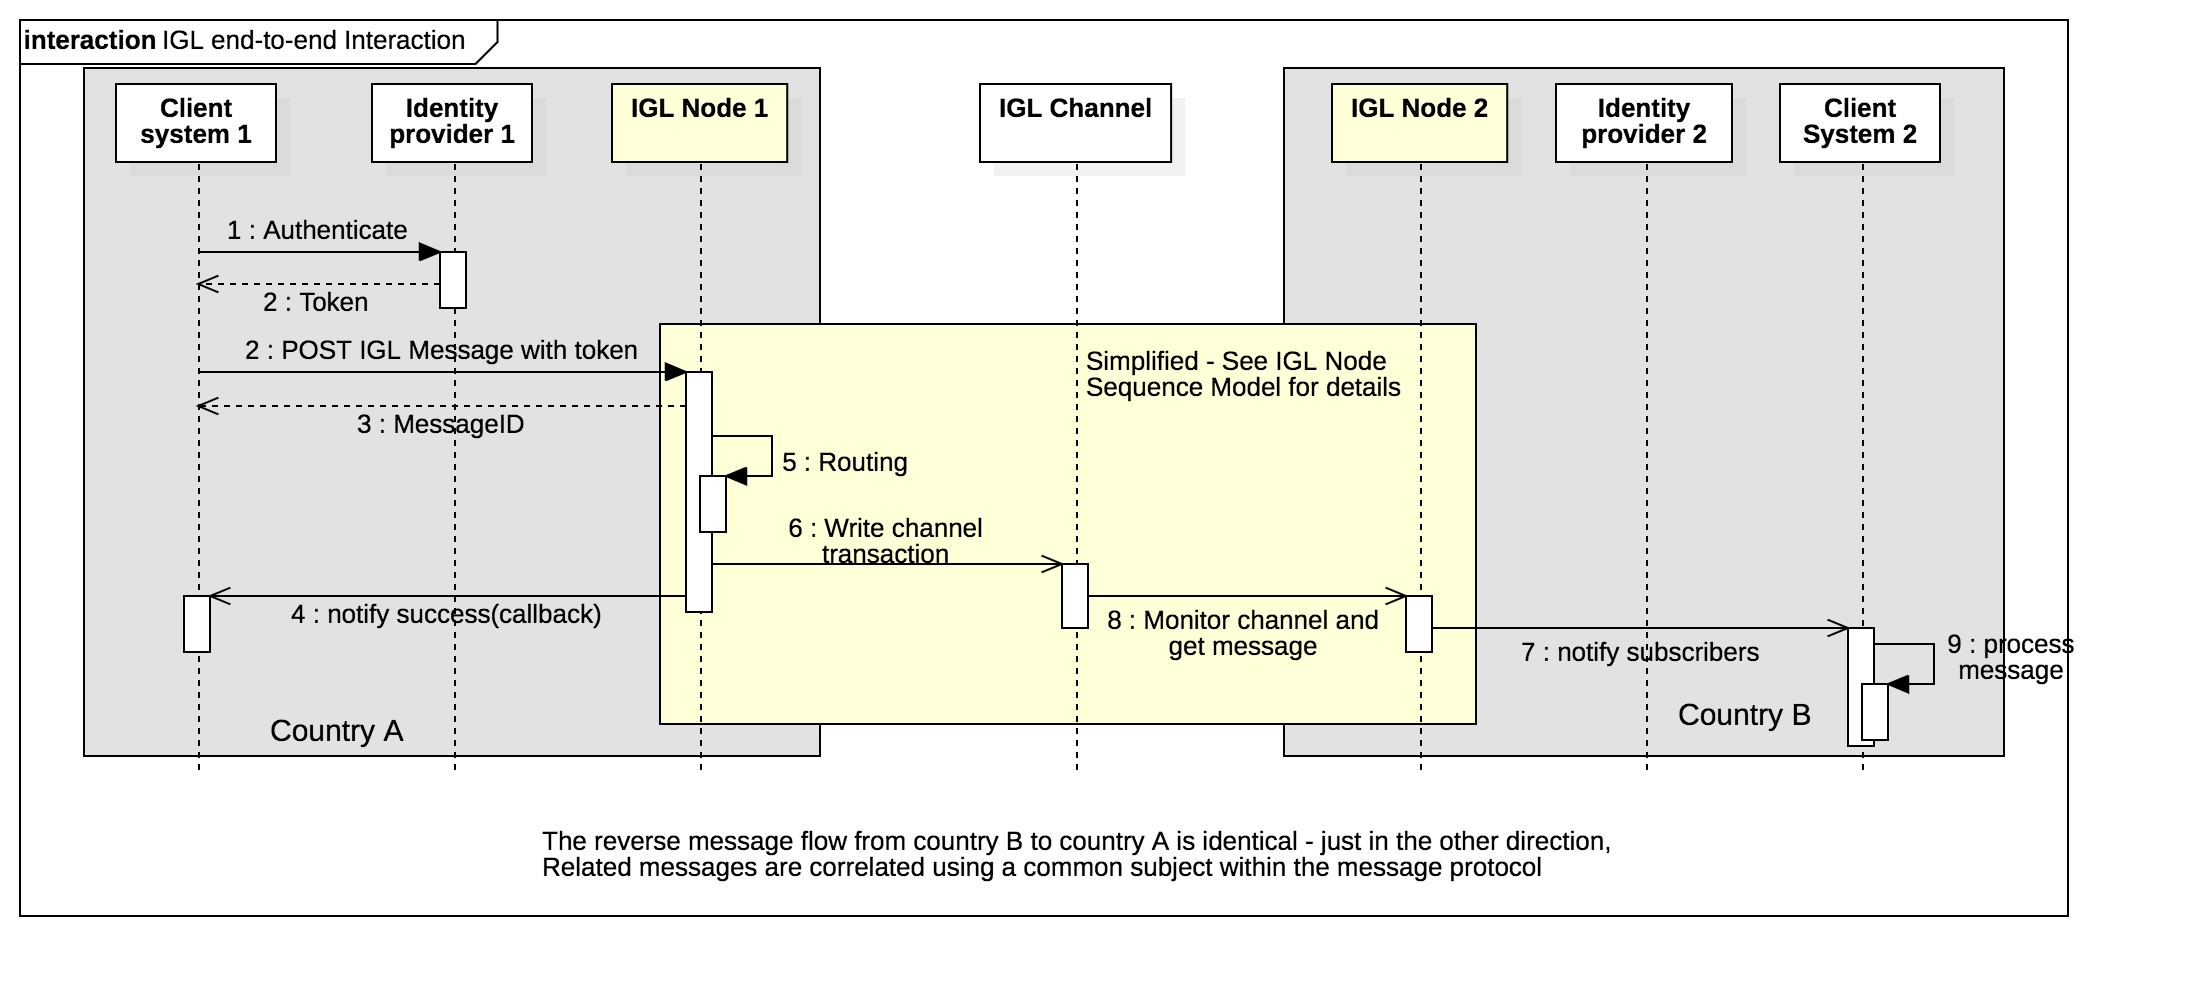 interaction IGL end-to-end Interaction
Client
system 1
Identity
provider 1
IGL Node 1
IGL Channel
IGL Node 2
Identity
provider 2
Client
System 2
1 : Authenticate
2 : Token
2 : POST IGL Message with token
Simplified - See IGL Node
Sequence Model for details
3 : MessageID
5 : Routing
6 : Write channel
transaction
4 : notify success(callback)
8 : Monitor channel and
get message
7 : notify subscribers
9 : process
message
Country A
Country B
The reverse message flow from country B to country A is identical - just in the other direction,
Related messages are correlated using a common subject within the message protocol